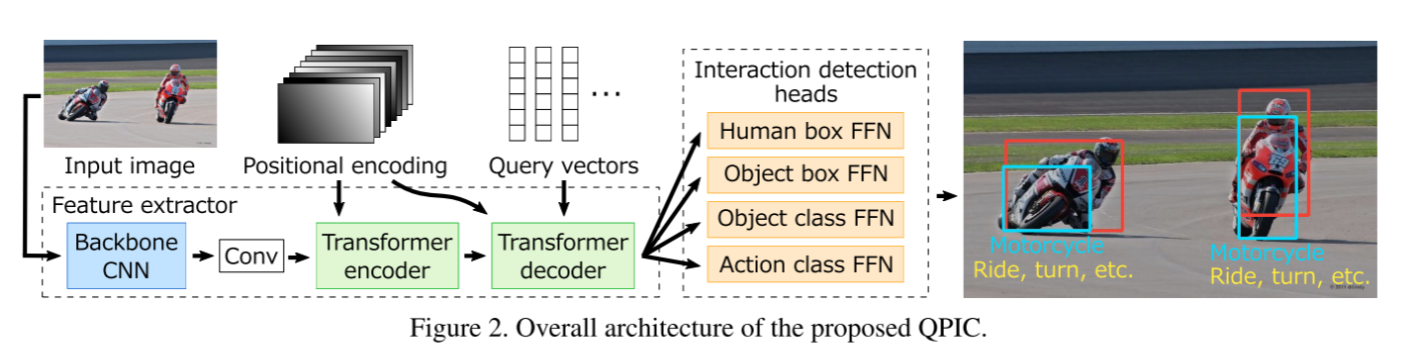 Input image
Positional encoding
Query vectors
...
Feature extractor
Backbone
CNN
Conv
Transformer
encoder
Transformer
decoder
Interaction detection
heads
Human box FFN
Object box FFN
Object class FFN
Action class FFN
Motorcycle
Ride, turn, etc.
Motorcycle
Ride, turn, etc.
Figure 2. Overall architecture of the proposed QPIC.